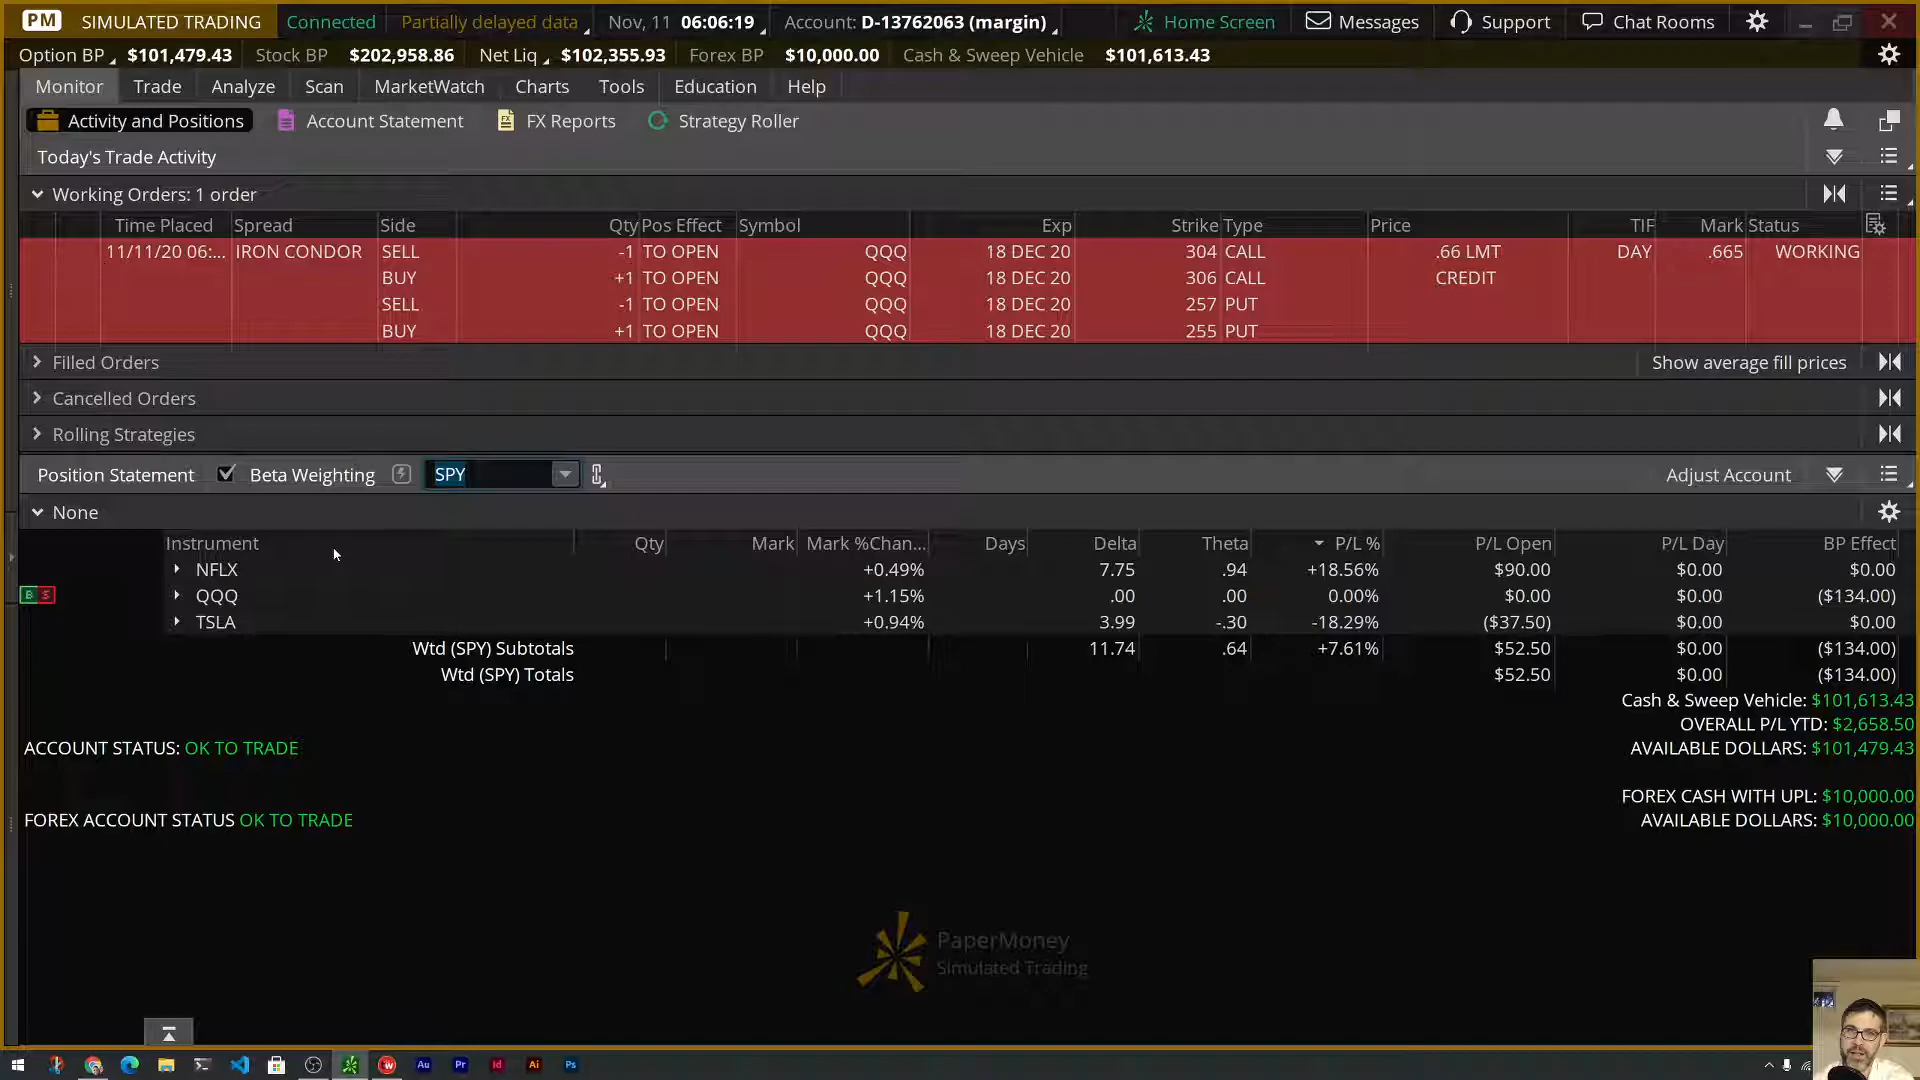 PM SIMULATED TRADING Connected Partially delayed data Nov, 11 06:06:19 Account: D-13762063 (margin) Home Screen Messages Support Chat Rooms
Option BP $101,479.43 Stock BP $202,958.86 Net Liq $102,355.93 Forex BP $10,000.00 Cash & Sweep Vehicle $101,613.43
Monitor Trade Analyze Scan MarketWatch Charts Tools Education Help
Activity and Positions Account Statement FX Reports Strategy Roller
Today's Trade Activity
Working Orders: 1 order
Time Placed Spread Side Qty Pos Effect Symbol Exp Strike Type Price TIF Mark Status
11/11/20 06:... IRON CONDOR SELL -1 TO OPEN QQQ 18 DEC 20 304 CALL .66 LMT DAY .665 WORKING
BUY +1 TO OPEN QQQ 18 DEC 20 306 CALL CREDIT
SELL -1 TO OPEN QQQ 18 DEC 20 257 PUT
BUY +1 TO OPEN QQQ 18 DEC 20 255 PUT
Filled Orders Show average fill prices
Cancelled Orders
Rolling Strategies
Position Statement Beta Weighting SPY Adjust Account
None
Instrument Qty Mark Mark %Chan... Days Delta Theta P/L % P/L Open P/L Day BP Effect
NFLX +0.49% 7.75 .94 +18.56% $90.00 $0.00 $0.00
B S QQQ +1.15% .00 .00 0.00% $0.00 $0.00 ($134.00)
TSLA +0.94% 3.99 -.30 -18.29% ($37.50) $0.00 $0.00
Wtd (SPY) Subtotals 11.74 .64 +7.61% $52.50 $0.00 ($134.00)
Wtd (SPY) Totals $52.50 $0.00 ($134.00)
Cash & Sweep Vehicle: $101,613.43
OVERALL P/L YTD: $2,658.50
ACCOUNT STATUS: OK TO TRADE AVAILABLE DOLLARS: $101,479.43
FOREX CASH WITH UPL: $10,000.00
FOREX ACCOUNT STATUS OK TO TRADE AVAILABLE DOLLARS: $10,000.00
PaperMoney
Simulated Trading
Au Pr Id Ai Ps